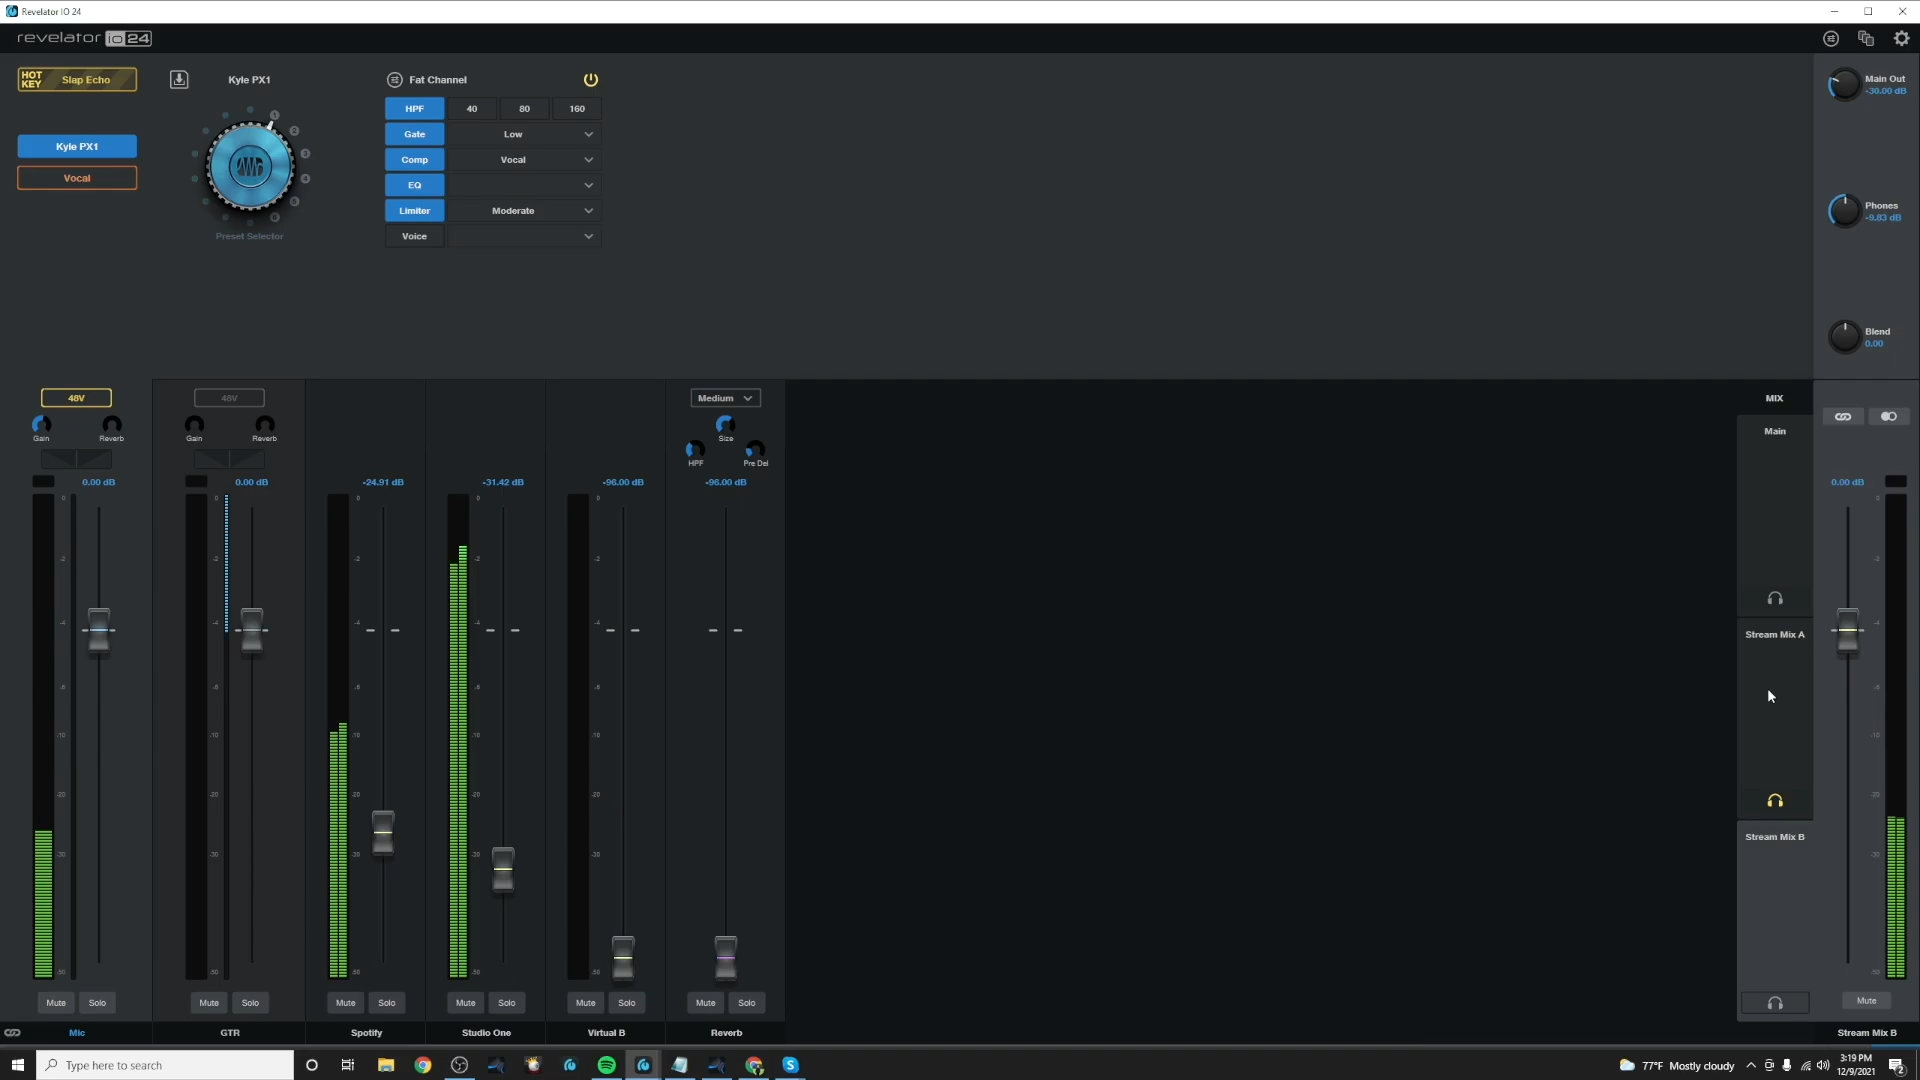 Revelator IO 24
revelator io 24
HOT KEY Slap Echo
Kyle PX1
Fat Channel
Main Out
-30.00 dB
HPF 40 80 160
Gate Low
Kyle PX1
Comp Vocal
Vocal
EQ
Limiter Moderate
Phones
-9.83 dB
Preset Selector
Voice
Blend
0.00
48V
48V
Medium
MIX
Gain Reverb
Gain Reverb
Size
HPF Pre Del
Main
0.00 dB
0.00 dB
-24.91 dB
-31.42 dB
-96.00 dB
-96.00 dB
0.00 dB
Stream Mix A
Stream Mix B
Mute Solo
Mute Solo
Mute Solo
Mute Solo
Mute Solo
Mute Solo
Mute
Mic
GTR
Spotify
Studio One
Virtual B
Reverb
Stream Mix B
Type here to search
77°F Mostly cloudy
3:19 PM
12/9/2021
2